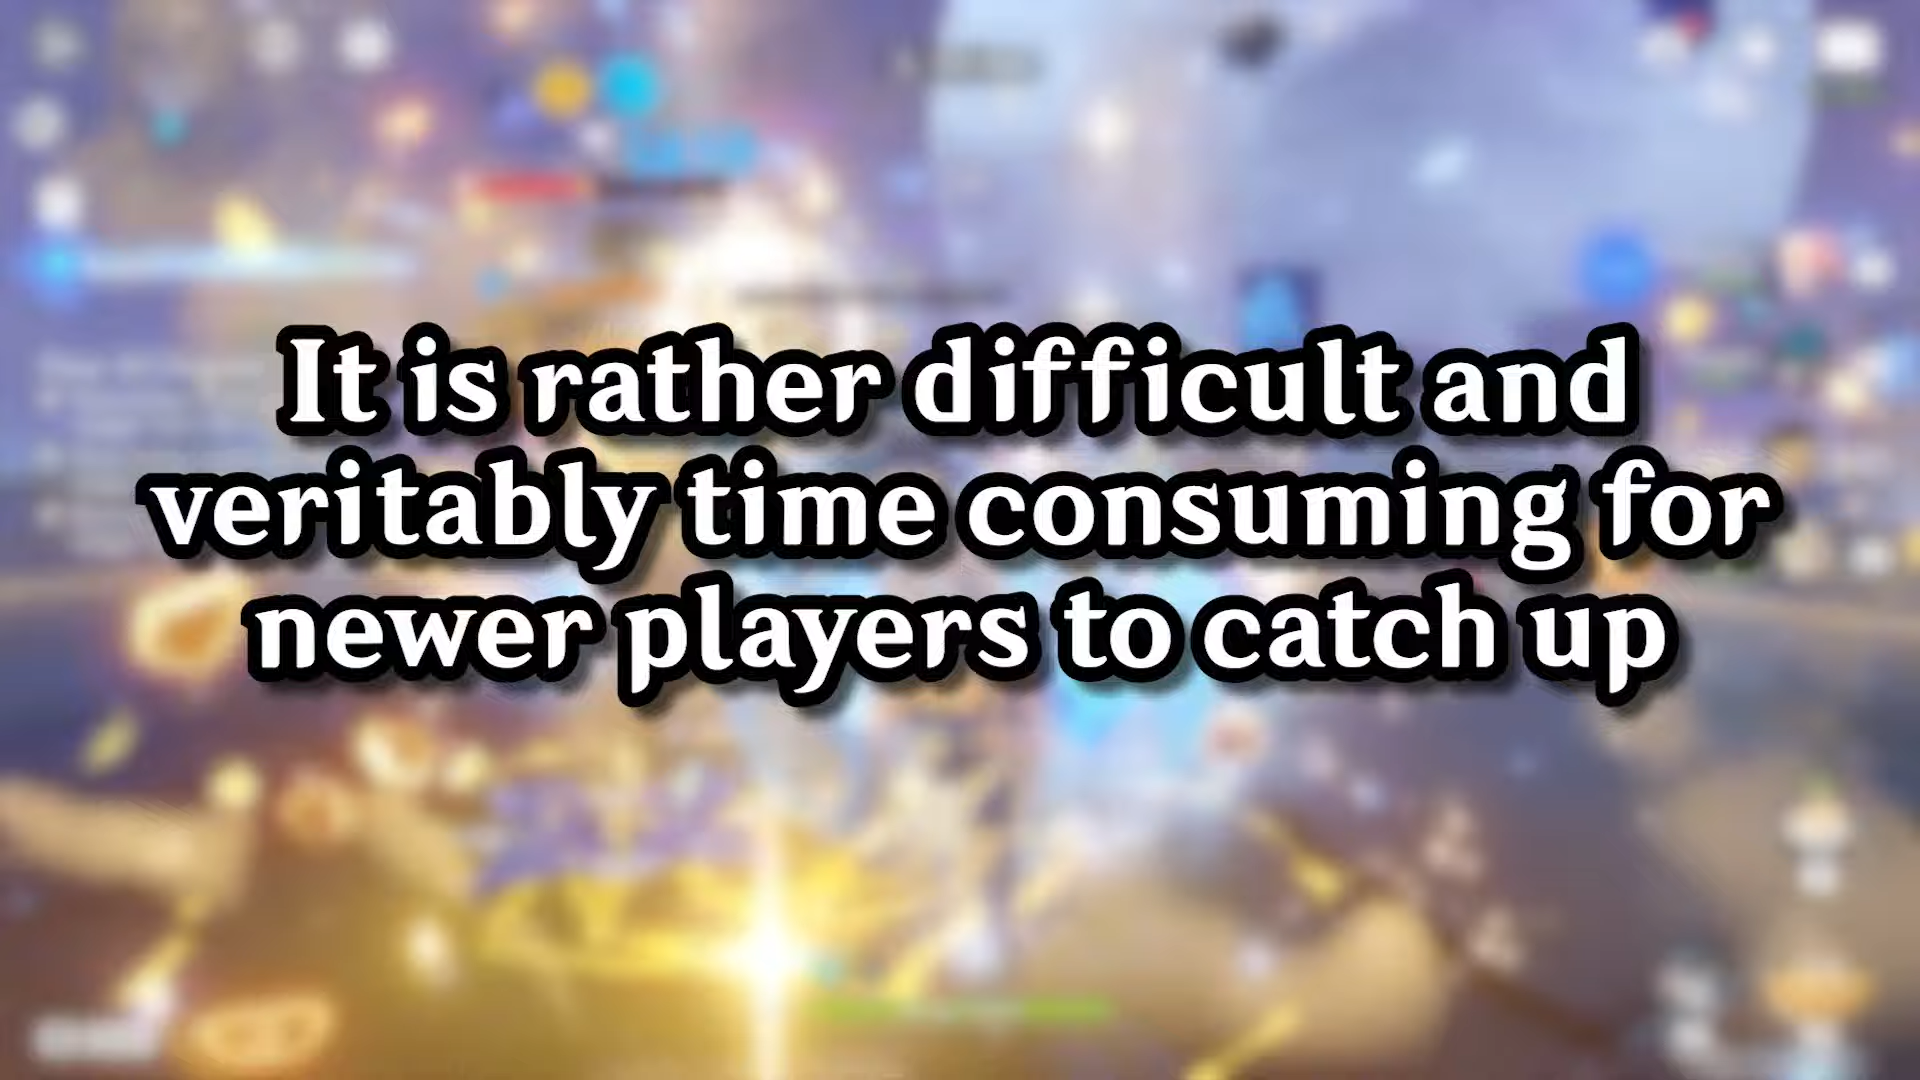 It is rather difficult and
veritably time consuming for
newer players to catch up